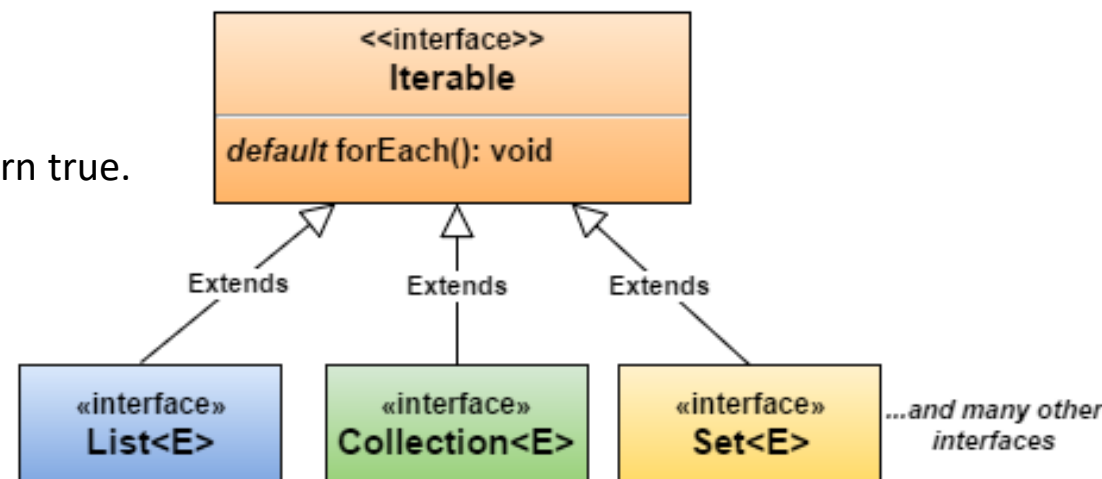 <<interface>>
Iterable
default forEach(): void
rn true.
Extends
Extends
Extends
«interface»
List<E>
«interface»
Collection<E>
«interface»
Set<E>
...and many other
interfaces